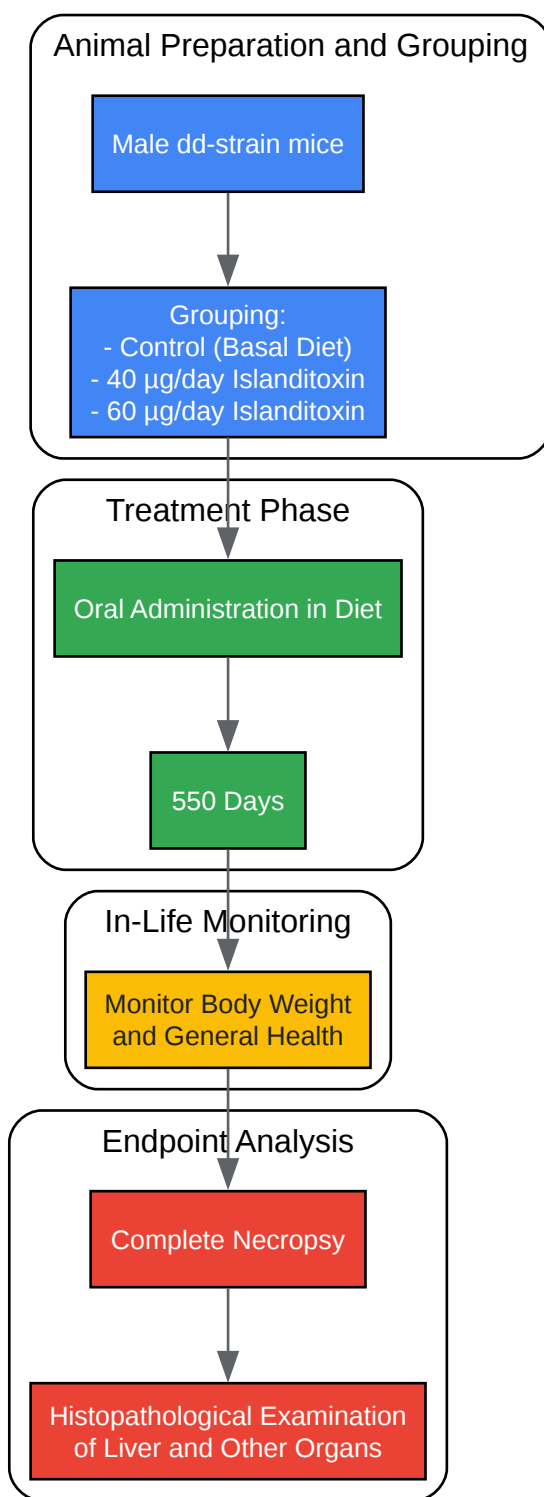 Animal Preparation and Grouping
Male dd-strain mice
Grouping:
- Control (Basal Diet)
- 40 µg/day Islanditoxin
- 60 µg/day Islanditoxin
Treatment Phase
Oral Administration in Diet
550 Days
In-Life Monitoring
Monitor Body Weight
and General Health
Endpoint Analysis
Complete Necropsy
Histopathological Examination
of Liver and Other Organs